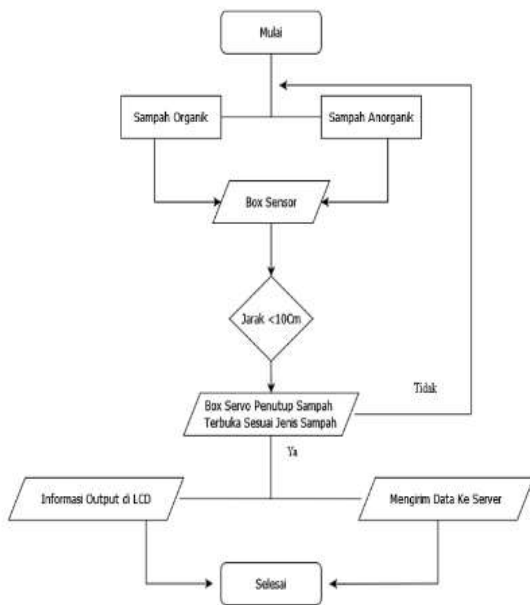 Mulai
Sampah Organik
Sampah Anorganik
Box Sensor
Jarak <10Cm
Tidak
Box Servo Penutup Sampah
Terbuka Sesuai Jenis Sampah
Ya
Informasi Output di LCD
Mengirim Data Ke Server
Selesai